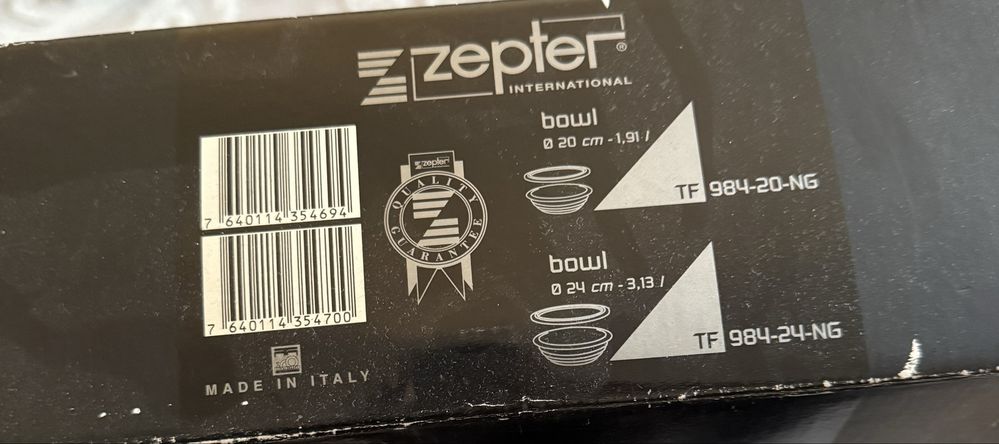 zepter®
INTERNATIONAL
bowl
Ø 20 cm - 1,91 l
TF 984-20-NG
bowl
Ø 24 cm - 3,13 l
TF 984-24-NG
7 640114 354694
7 640114 354700
zepter
QUALITY
GUARANTEE
MADE IN ITALY